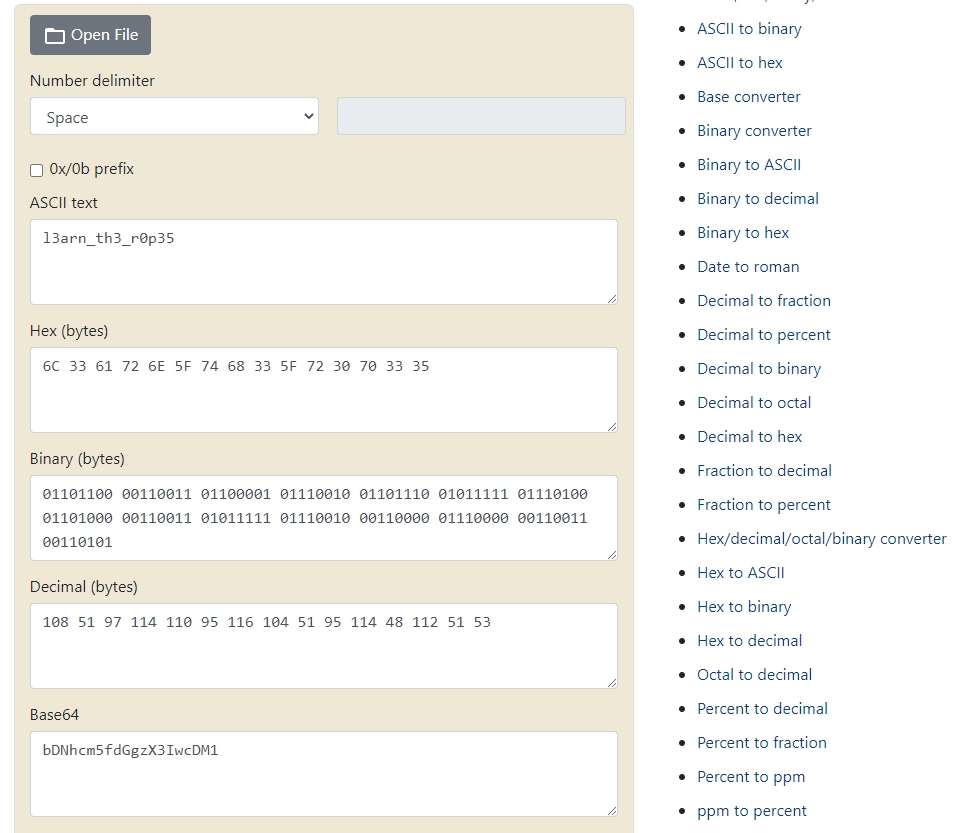 Open File
Number delimiter
Space
0x/0b prefix
ASCII text
l3arn_th3_r0p35
Hex (bytes)
6C 33 61 72 6E 5F 74 68 33 5F 72 30 70 33 35
Binary (bytes)
01101100 00110011 01100001 01110010 01101110 01011111 01110100
01101000 00110011 01011111 01110010 00110000 01110000 00110011
00110101
Decimal (bytes)
108 51 97 114 110 95 116 104 51 95 114 48 112 51 53
Base64
bDNhcm5fdGgzX3IwcDM1
ASCII to binary
ASCII to hex
Base converter
Binary converter
Binary to ASCII
Binary to decimal
Binary to hex
Date to roman
Decimal to fraction
Decimal to percent
Decimal to binary
Decimal to octal
Decimal to hex
Fraction to decimal
Fraction to percent
Hex/decimal/octal/binary converter
Hex to ASCII
Hex to binary
Hex to decimal
Octal to decimal
Percent to decimal
Percent to fraction
Percent to ppm
ppm to percent